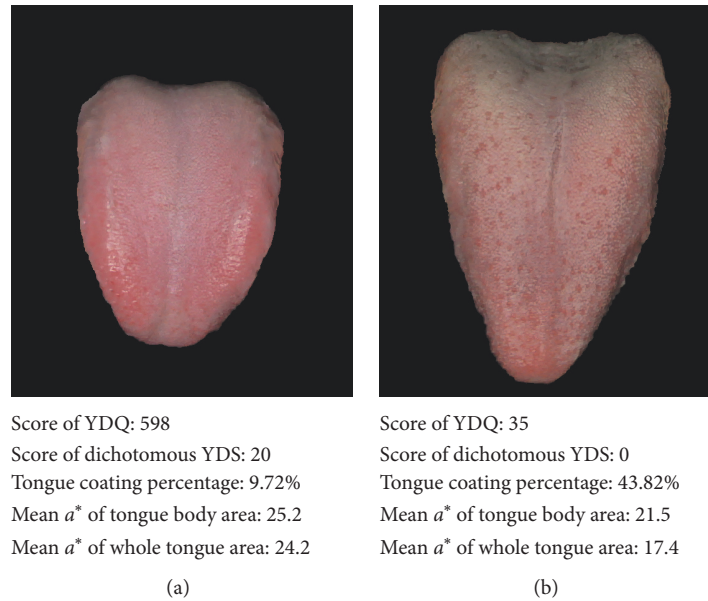 Score of YDQ: 598
Score of dichotomous YDS: 20
Tongue coating percentage: 9.72%
Mean a* of tongue body area: 25.2
Mean a* of whole tongue area: 24.2
(a)
Score of YDQ: 35
Score of dichotomous YDS: 0
Tongue coating percentage: 43.82%
Mean a* of tongue body area: 21.5
Mean a* of whole tongue area: 17.4
(b)